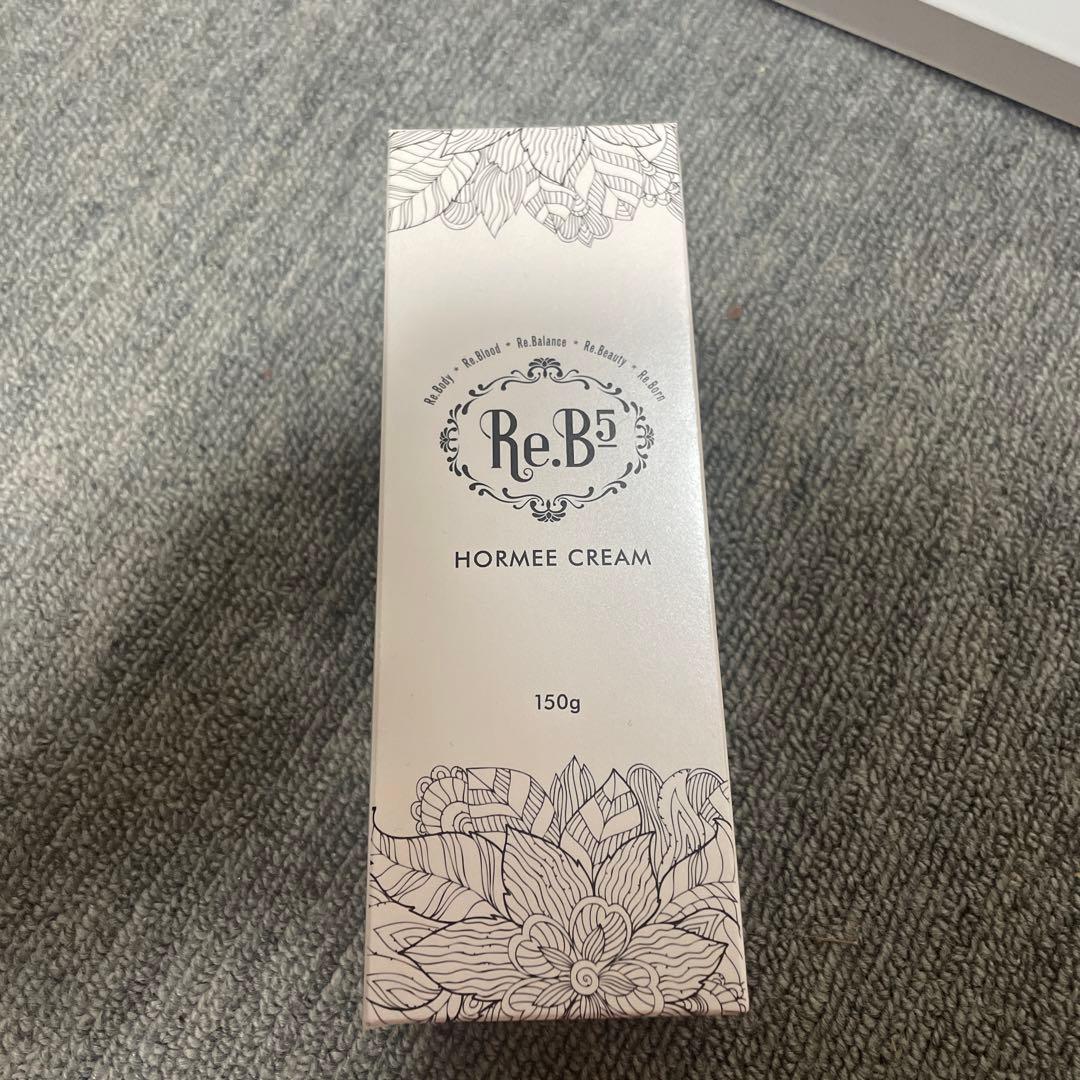 Re.Body * Re.Blood * Re.Balance * Re.Beauty * Re.Born
Re.B5
HORMEE CREAM
150g